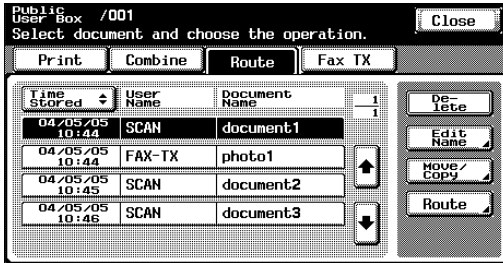 Public
User Box /001
Close
Select document and choose the operation.
Print Combine Route Fax TX
Time
Stored
User
Name
Document
Name
1
1
De-
lete
04/05/05
10:44
SCAN document1
Edit
Name
04/05/05
10:44
FAX-TX photo1
Move/
Copy
04/05/05
10:45
SCAN document2
Route
04/05/05
10:46
SCAN document3